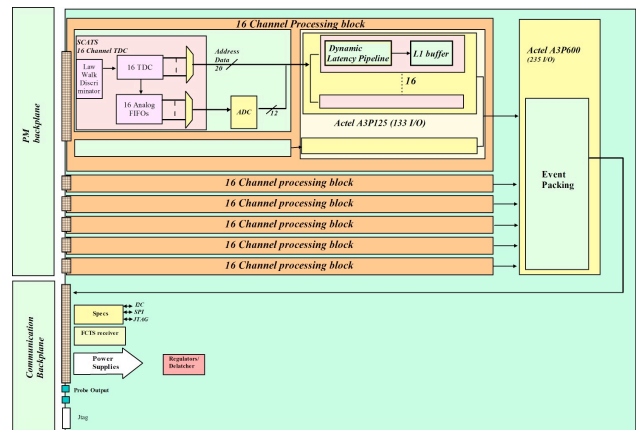 16 Channel Processing block
SCATS
16 Channel TDC
Law
Walk
Discri
minator
16 TDC
16 Analog
FIFOs
Address
Data
20
ADC
12
Dynamic
Latency Pipeline
L1 buffer
16
Actel A3P125 (133 I/O)
Actel A3P600
(235 I/O)
Event
Packing
PM
backplane
16 Channel processing block
16 Channel processing block
16 Channel processing block
16 Channel processing block
16 Channel processing block
Communication
Backplane
Specs
I2C
SPI
JTAG
FCTS receiver
Power
Supplies
Regulators/
Delatcher
Probe Output
Jtag